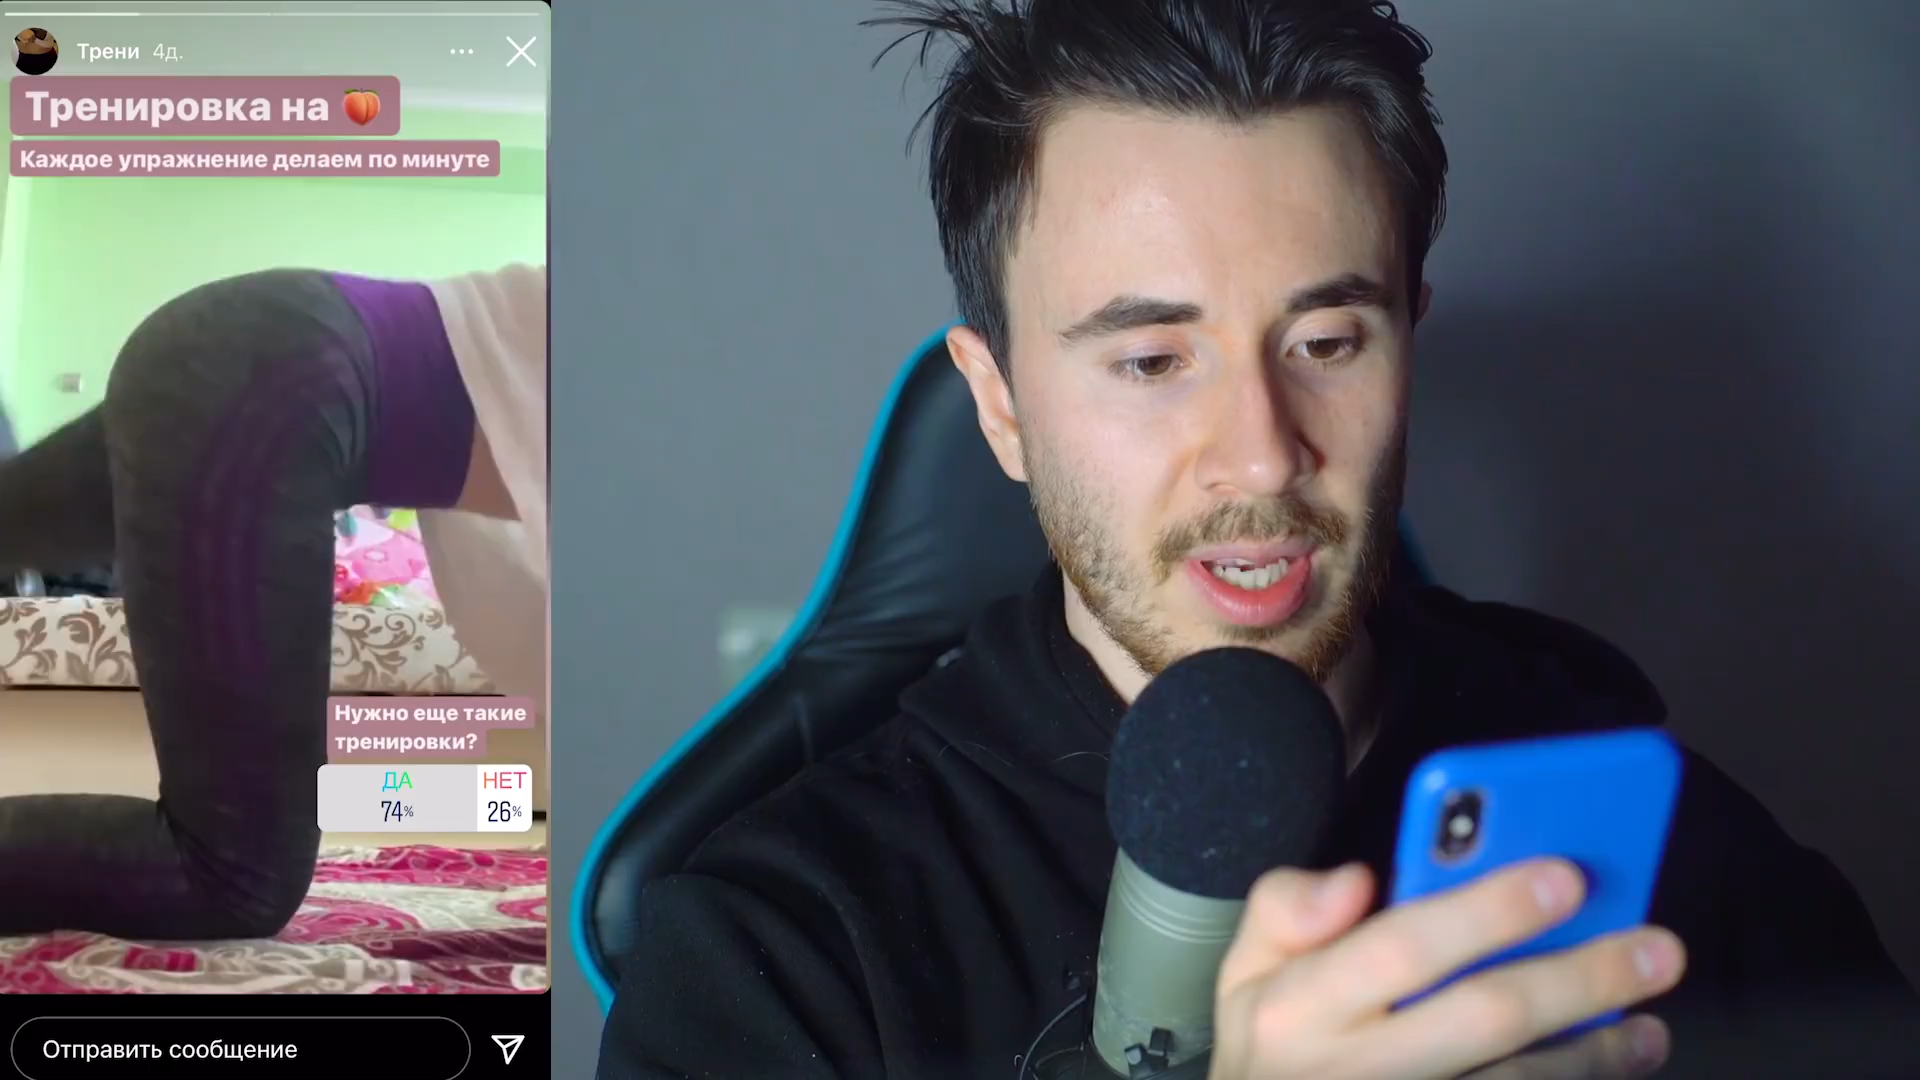 Трени 4д.
Тренировка на 🍑
Каждое упражнение делаем по минуте
Нужно еще такие
тренировки?
ДА
74%
НЕТ
26%
Отправить сообщение